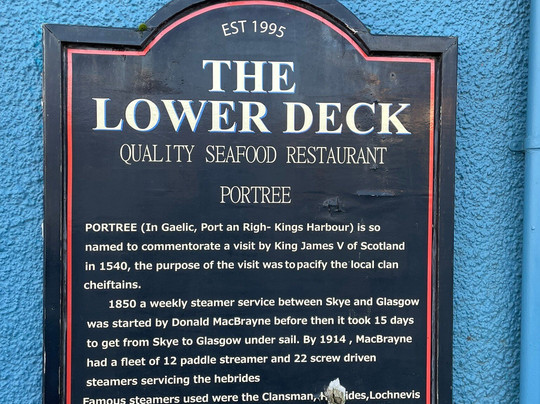 EST 1995
THE
LOWER DECK
QUALITY SEAFOOD RESTAURANT
PORTREE
PORTREE (In Gaelic, Port an Righ- Kings Harbour) is so
named to commentorate a visit by King James V of Scotland
in 1540, the purpose of the visit was to pacify the local clan
cheiftains.
1850 a weekly steamer service between Skye and Glasgow
was started by Donald MacBrayne before then it took 15 days
to get from Skye to Glasgow under sail. By 1914 , MacBrayne
had a fleet of 12 paddle streamer and 22 screw driven
steamers servicing the hebrides
Famous steamers used were the Clansman, Lochnevis